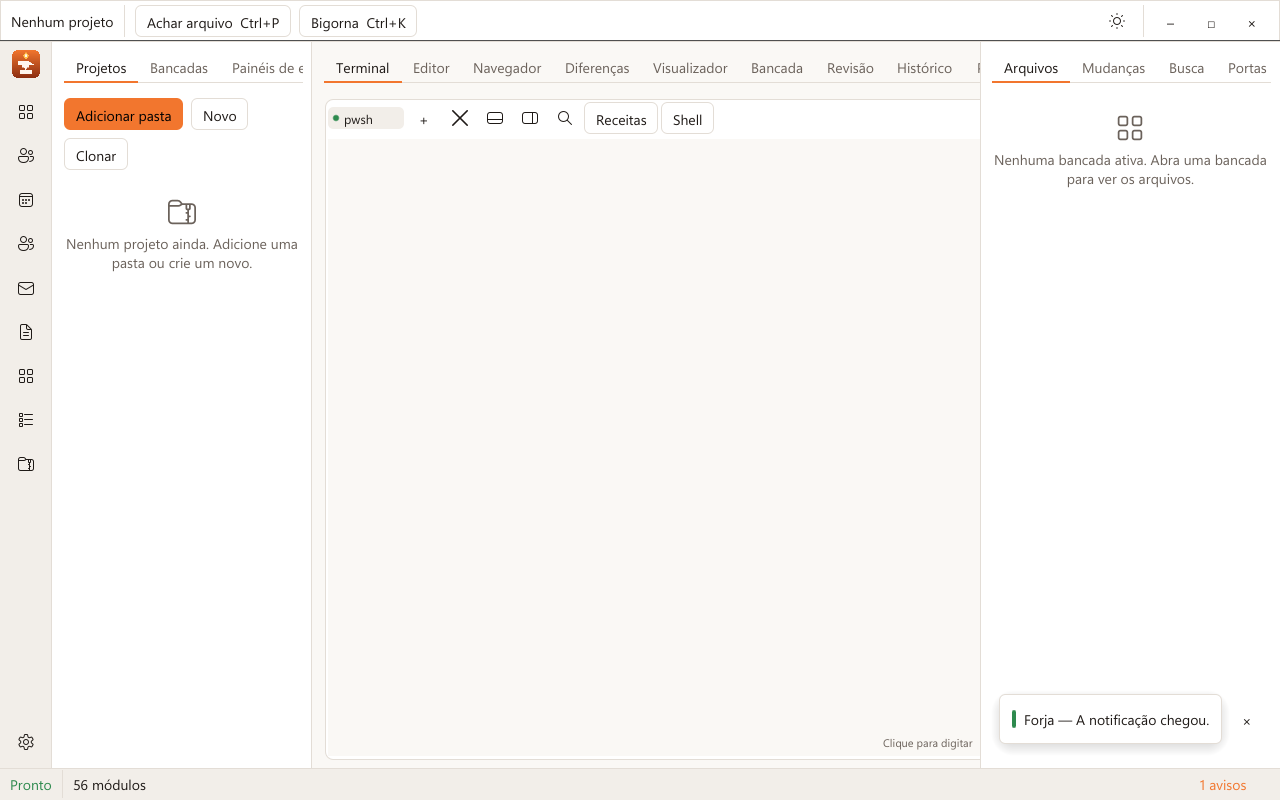 Nenhum projeto
Achar arquivo Ctrl+P
Bigorna Ctrl+K
Projetos
Bancadas
Painéis de e
Terminal
Editor
Navegador
Diferenças
Visualizador
Bancada
Revisão
Histórico
Arquivos
Mudanças
Busca
Portas
Adicionar pasta
Novo
Clonar
Nenhum projeto ainda. Adicione uma
pasta ou crie um novo.
pwsh
+
Receitas
Shell
Clique para digitar
Nenhuma bancada ativa. Abra uma bancada
para ver os arquivos.
Forja — A notificação chegou.
Pronto
56 módulos
1 avisos